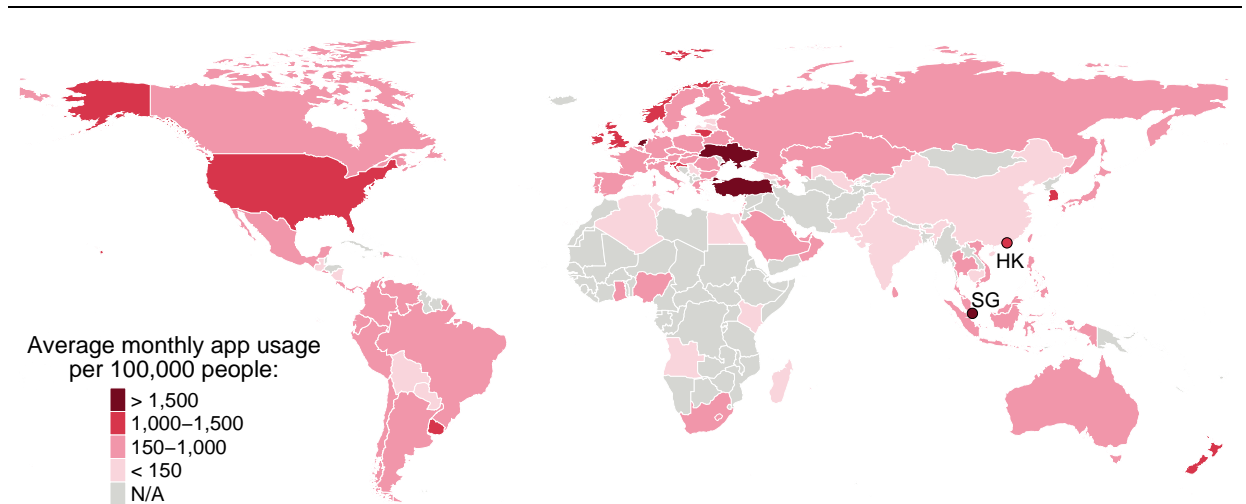 HK
SG
Average monthly app usage
per 100,000 people:
> 1,500
1,000−1,500
150−1,000
< 150
N/A